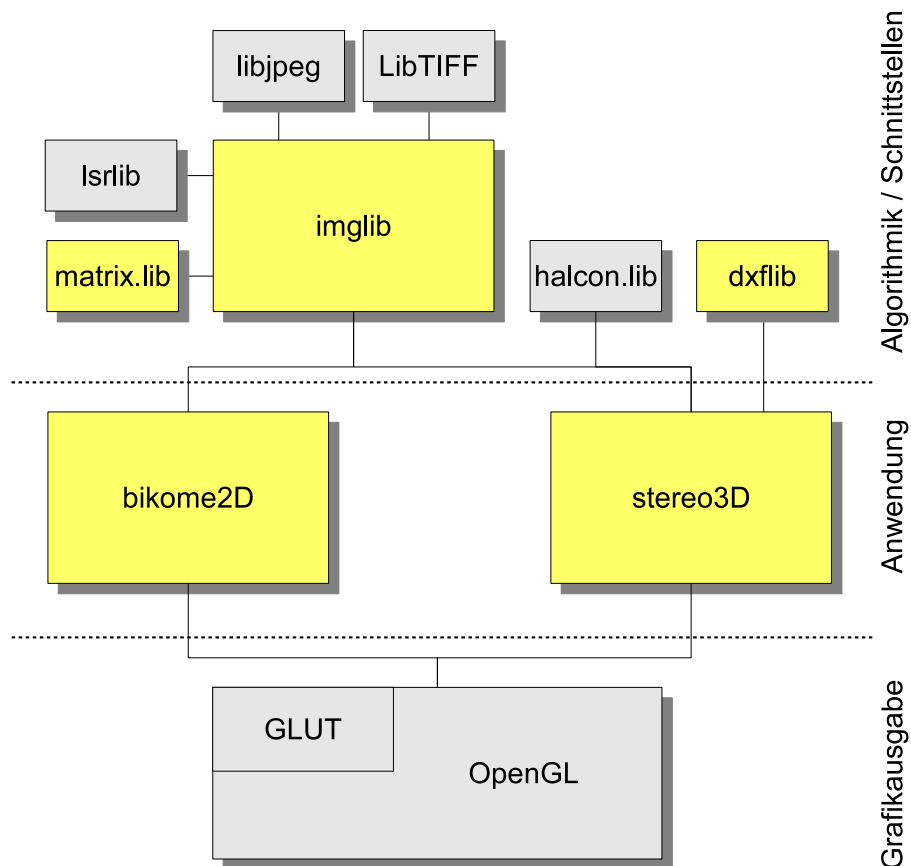 libjpeg
LibTIFF
lsrlib
imglib
matrix.lib
halcon.lib
dxflib
Algorithmik / Schnittstellen
bikome2D
stereo3D
Anwendung
GLUT
OpenGL
Grafikausgabe